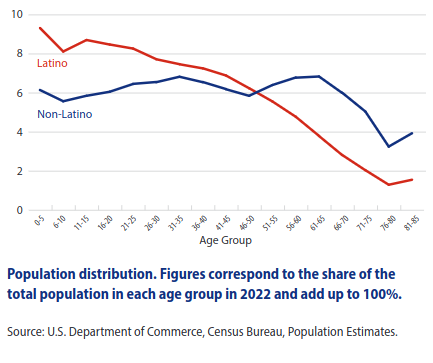 10
8
Latino
6
Non-Latino
4
2
0
0-5 6-10 11-15 16-20 21-25 26-30 31-35 36-40 41-45 46-50 51-55 56-60 61-65 66-70 71-75 76-80 81-85
Age Group
Population distribution. Figures correspond to the share of the
total population in each age group in 2022 and add up to 100%.
Source: U.S. Department of Commerce, Census Bureau, Population Estimates.